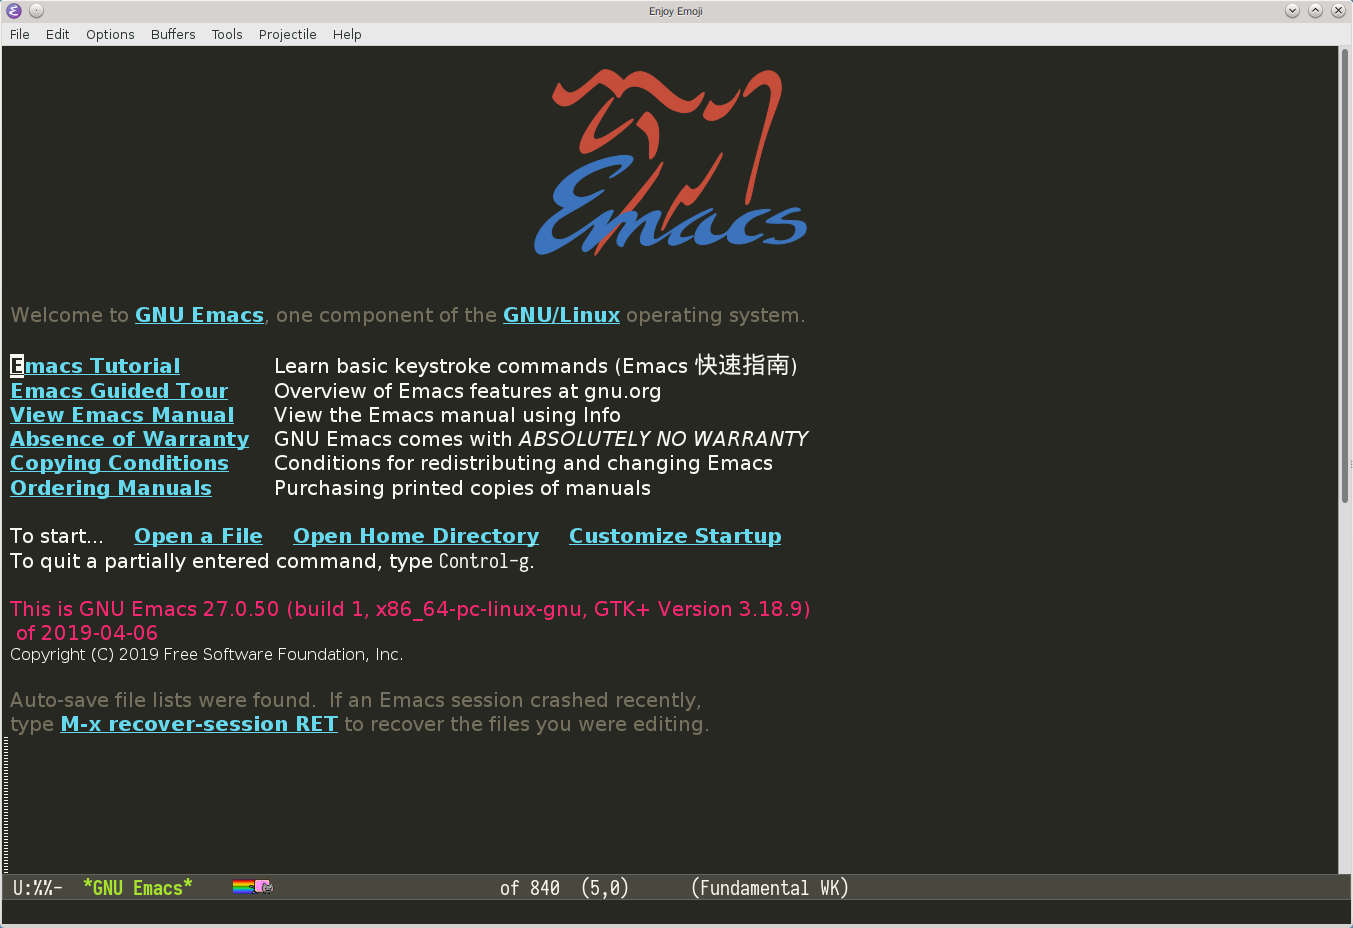 Enjoy Emoji
File Edit Options Buffers Tools Projectile Help
Emacs
Welcome to GNU Emacs, one component of the GNU/Linux operating system.
Emacs Tutorial Learn basic keystroke commands (Emacs 快速指南)
Emacs Guided Tour Overview of Emacs features at gnu.org
View Emacs Manual View the Emacs manual using Info
Absence of Warranty GNU Emacs comes with ABSOLUTELY NO WARRANTY
Copying Conditions Conditions for redistributing and changing Emacs
Ordering Manuals Purchasing printed copies of manuals
To start... Open a File Open Home Directory Customize Startup
To quit a partially entered command, type Control-g.
This is GNU Emacs 27.0.50 (build 1, x86_64-pc-linux-gnu, GTK+ Version 3.18.9)
of 2019-04-06
Copyright (C) 2019 Free Software Foundation, Inc.
Auto-save file lists were found. If an Emacs session crashed recently,
type M-x recover-session RET to recover the files you were editing.
U:%%- *GNU Emacs* of 840 (5,0) (Fundamental WK)